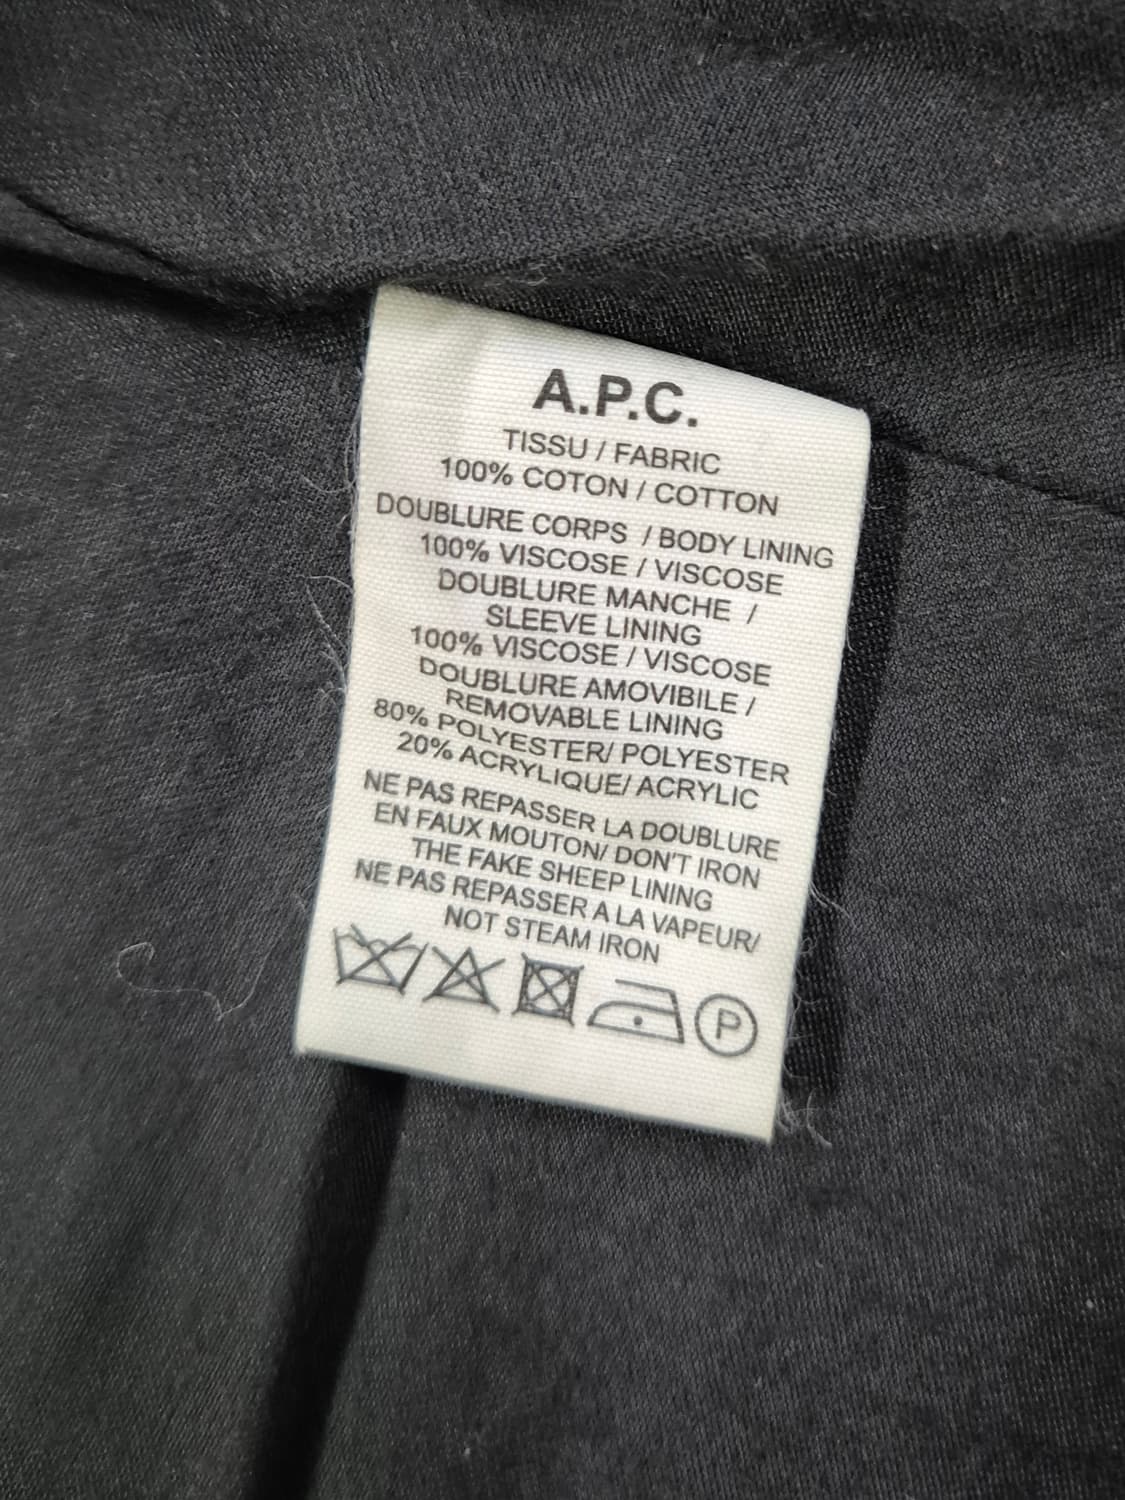 A.P.C.
TISSU / FABRIC
100% COTON / COTTON
DOUBLURE CORPS / BODY LINING
100% VISCOSE / VISCOSE
DOUBLURE MANCHE /
SLEEVE LINING
100% VISCOSE / VISCOSE
DOUBLURE AMOVIBILE /
REMOVABLE LINING
80% POLYESTER/ POLYESTER
20% ACRYLIQUE/ ACRYLIC
NE PAS REPASSER LA DOUBLURE
EN FAUX MOUTON/ DON'T IRON
THE FAKE SHEEP LINING
NE PAS REPASSER A LA VAPEUR/
NOT STEAM IRON
P